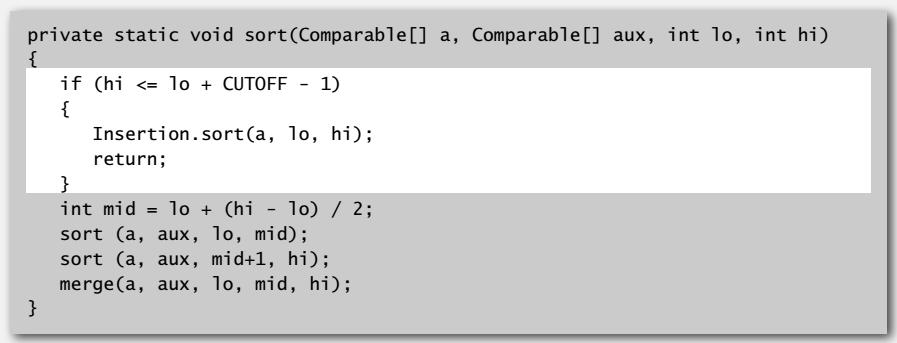 private static void sort(Comparable[] a, Comparable[] aux, int lo, int hi)
{
if (hi <= lo + CUTOFF - 1)
{
Insertion.sort(a, lo, hi);
return;
}
int mid = lo + (hi - lo) / 2;
sort (a, aux, lo, mid);
sort (a, aux, mid+1, hi);
merge(a, aux, lo, mid, hi);
}